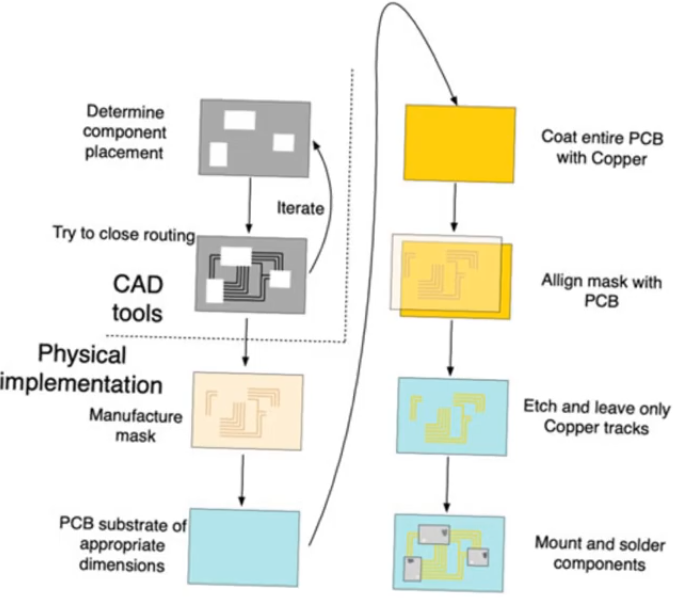 Determine
component
placement
Iterate
Try to close routing
CAD
tools
Physical
implementation
Manufacture
mask
PCB substrate of
appropriate
dimensions
Coat entire PCB
with Copper
Allign mask with
PCB
Etch and leave only
Copper tracks
Mount and solder
components